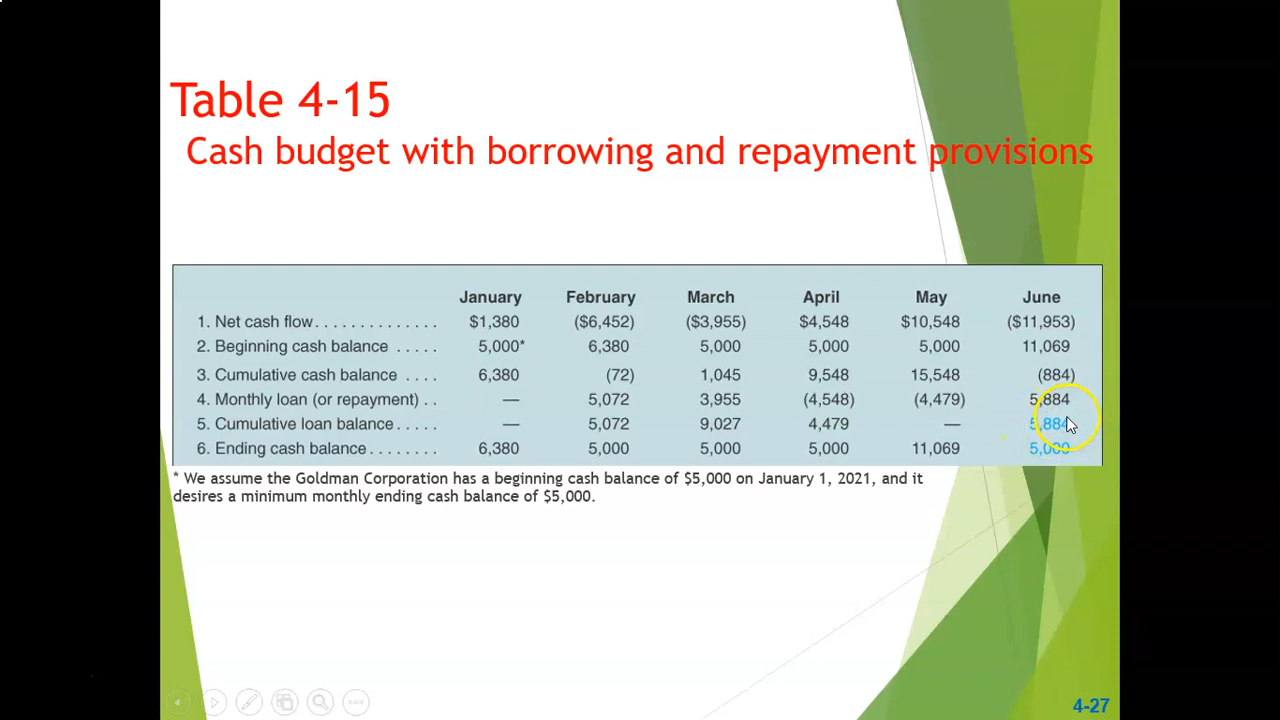 Table 4-15
Cash budget with borrowing and repayment provisions
January February March April May June
1. Net cash flow . . . . . . . . . . . . . . $1,380 ($6,452) ($3,955) $4,548 $10,548 ($11,953)
2. Beginning cash balance . . . . . 5,000* 6,380 5,000 5,000 5,000 11,069
3. Cumulative cash balance . . . . 6,380 (72) 1,045 9,548 15,548 (884)
4. Monthly loan (or repayment) . . — 5,072 3,955 (4,548) (4,479) 5,884
5. Cumulative loan balance . . . . . — 5,072 9,027 4,479 — 5,884
6. Ending cash balance . . . . . . . . 6,380 5,000 5,000 5,000 11,069 5,000
* We assume the Goldman Corporation has a beginning cash balance of $5,000 on January 1, 2021, and it
desires a minimum monthly ending cash balance of $5,000.
4-27